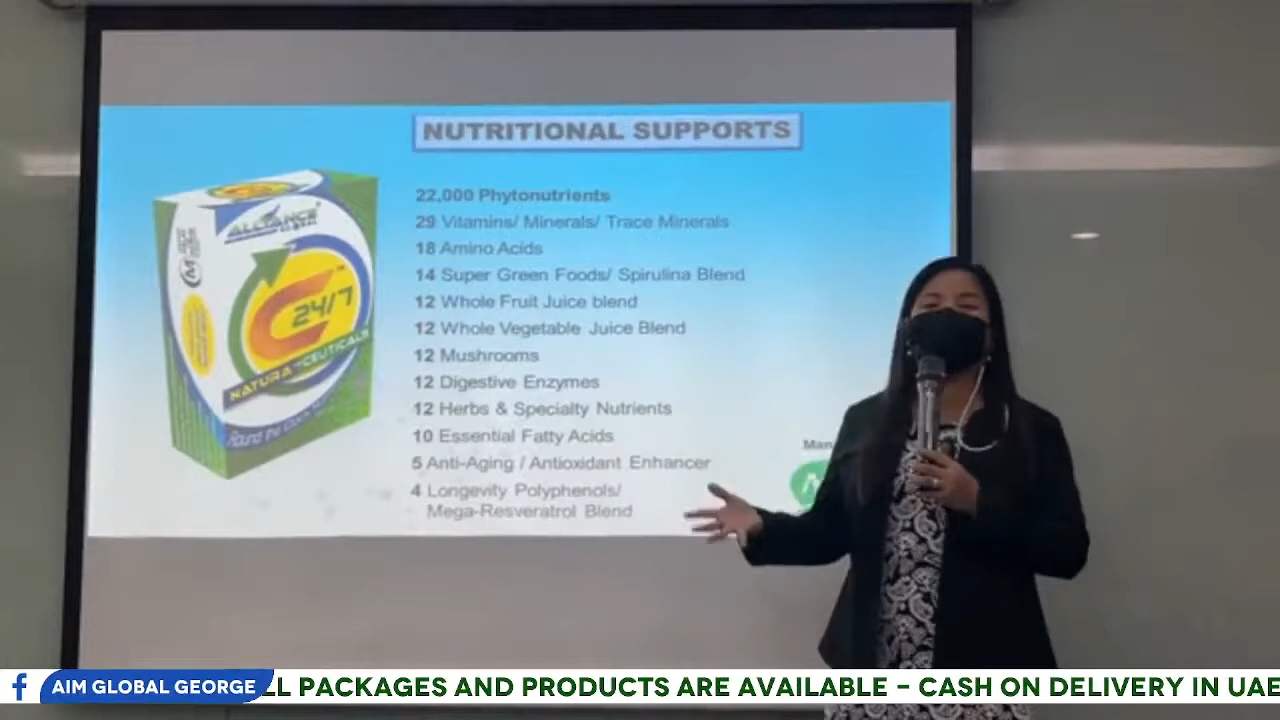 NUTRITIONAL SUPPORTS
22,000 Phytonutrients
29 Vitamins/ Minerals/ Trace Minerals
18 Amino Acids
14 Super Green Foods/ Spirulina Blend
12 Whole Fruit Juice blend
12 Whole Vegetable Juice Blend
12 Mushrooms
12 Digestive Enzymes
12 Herbs & Specialty Nutrients
10 Essential Fatty Acids
5 Anti-Aging / Antioxidant Enhancer
4 Longevity Polyphenols/
Mega-Resveratrol Blend
ALLIANCE
C 24/7
NATURA-CEUTICALS
Man
AIM GLOBAL GEORGE
LL PACKAGES AND PRODUCTS ARE AVAILABLE - CASH ON DELIVERY IN UAE